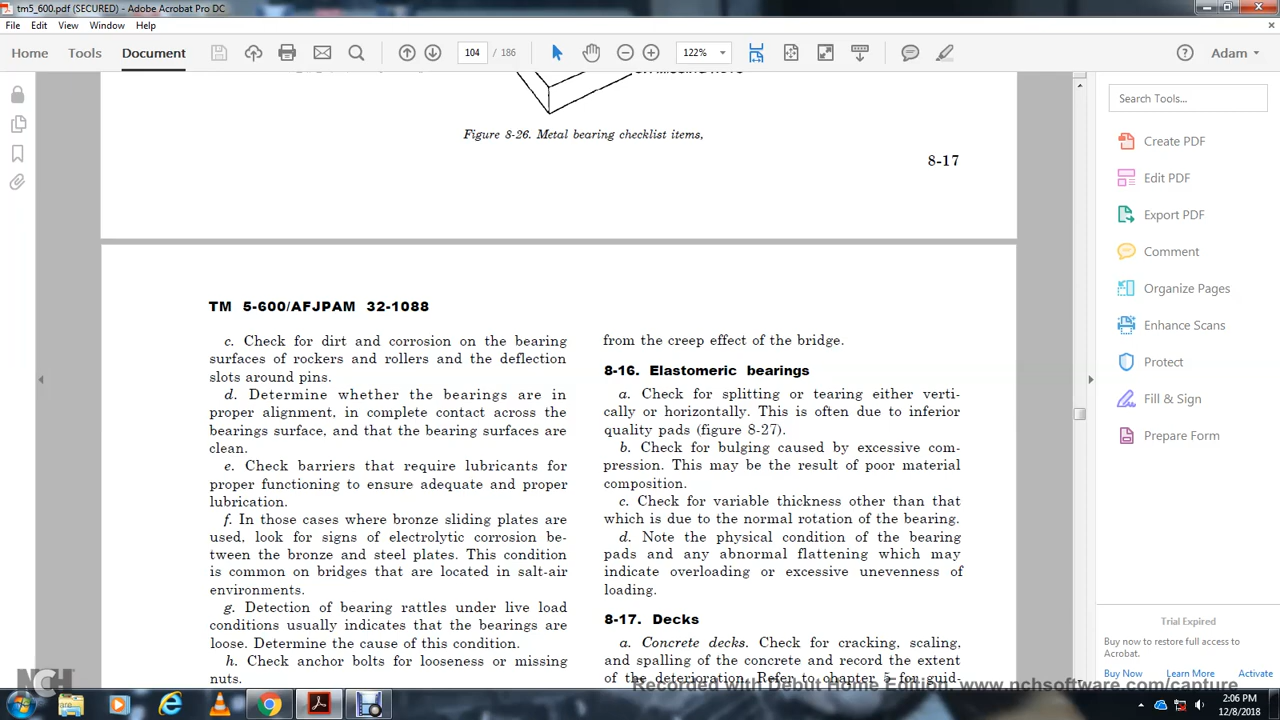 tm5_600.pdf (SECURED) - Adobe Acrobat Pro DC
File Edit View Window Help
Home Tools Document 104 / 186 122% Adam
Figure 8-26. Metal bearing checklist items,
8-17
TM 5-600/AFJPAM 32-1088
c. Check for dirt and corrosion on the bearing
surfaces of rockers and rollers and the deflection
slots around pins.
d. Determine whether the bearings are in
proper alignment, in complete contact across the
bearings surface, and that the bearing surfaces are
clean.
e. Check barriers that require lubricants for
proper functioning to ensure adequate and proper
lubrication.
f. In those cases where bronze sliding plates are
used, look for signs of electrolytic corrosion be-
tween the bronze and steel plates. This condition
is common on bridges that are located in salt-air
environments.
g. Detection of bearing rattles under live load
conditions usually indicates that the bearings are
loose. Determine the cause of this condition.
h. Check anchor bolts for looseness or missing
nuts.
from the creep effect of the bridge.
8-16. Elastomeric bearings
a. Check for splitting or tearing either verti-
cally or horizontally. This is often due to inferior
quality pads (figure 8-27).
b. Check for bulging caused by excessive com-
pression. This may be the result of poor material
composition.
c. Check for variable thickness other than that
which is due to the normal rotation of the bearing.
d. Note the physical condition of the bearing
pads and any abnormal flattening which may
indicate overloading or excessive unevenness of
loading.
8-17. Decks
a. Concrete decks. Check for cracking, scaling,
and spalling of the concrete and record the extent
of the deterioration. Refer to chapter 5 for guid-
Search Tools...
Create PDF
Edit PDF
Export PDF
Comment
Organize Pages
Enhance Scans
Protect
Fill & Sign
Prepare Form
Trial Expired
Buy now to restore full access to
Acrobat.
Buy Now Learn More Activate
NCH
Recorded with Debut Home Edition. www.nchsoftware.com/capture
2:06 PM
12/8/2018